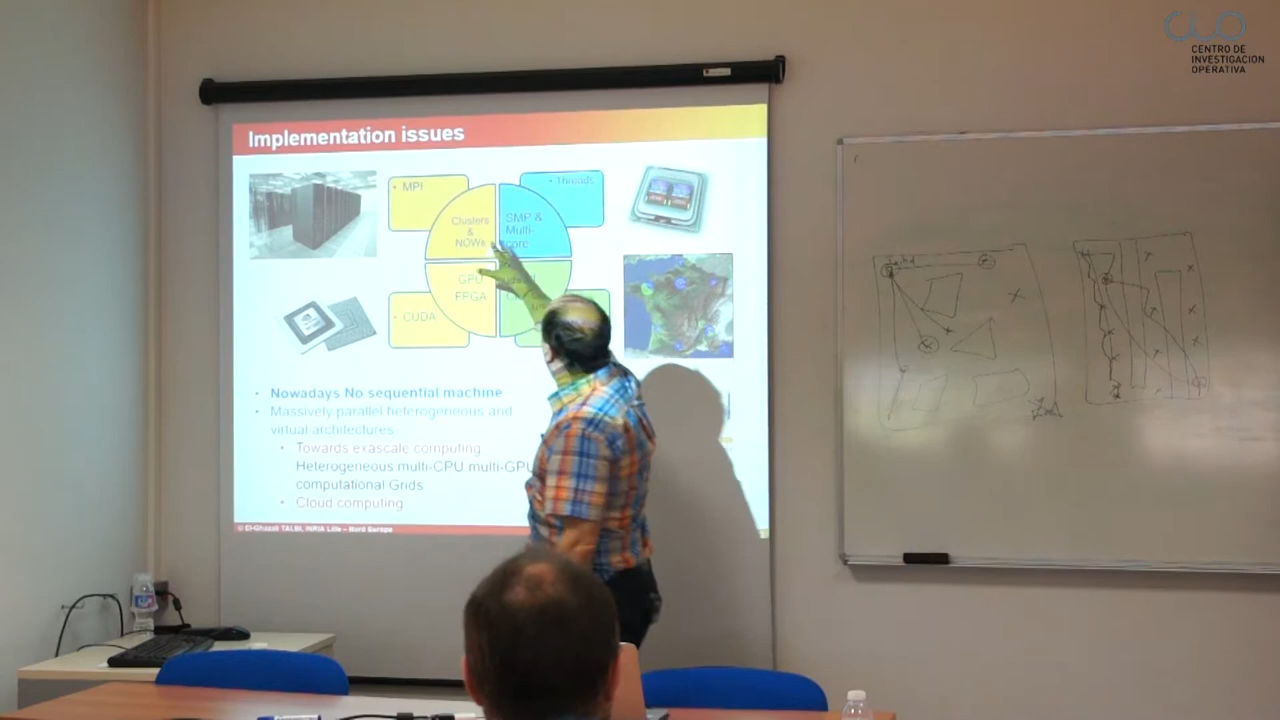 CIO
CENTRO DE
INVESTIGACION
OPERATIVA
Implementation issues
• MPI
• Threads
Clusters
&
NOWs
SMP &
Multi-
core
GPU
FPGA
• CUDA
• Nowadays No sequential machine
• Massively parallel heterogeneous and
virtual architectures
• Towards exascale computing
Heterogeneous multi-CPU multi-GPU
computational Grids
• Cloud computing
© El-Ghazali TALBI, INRIA Lille – Nord Europe